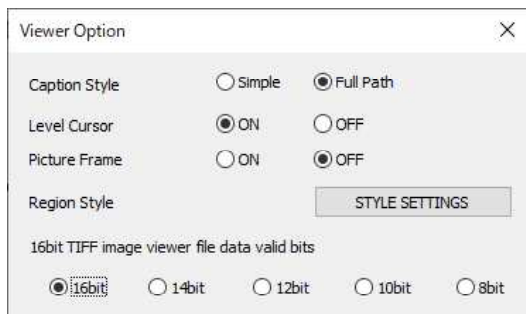 Viewer Option
Caption Style Simple Full Path
Level Cursor ON OFF
Picture Frame ON OFF
Region Style STYLE SETTINGS
16bit TIFF image viewer file data valid bits
16bit 14bit 12bit 10bit 8bit